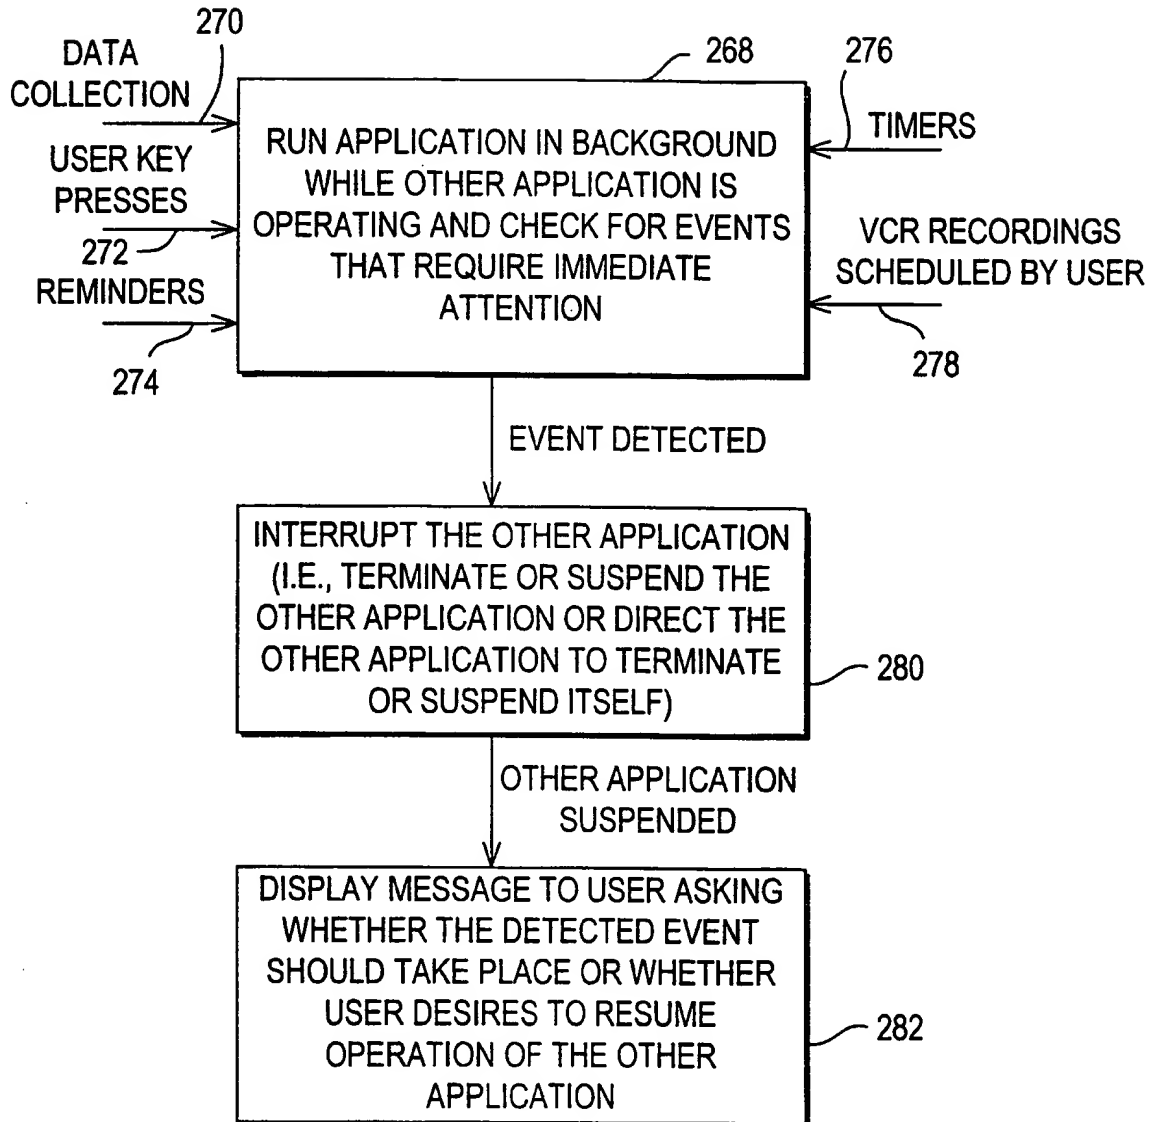 270
DATA
COLLECTION
USER KEY
PRESSES
272
REMINDERS
274
268
RUN APPLICATION IN BACKGROUND
WHILE OTHER APPLICATION IS
OPERATING AND CHECK FOR EVENTS
THAT REQUIRE IMMEDIATE
ATTENTION
276
TIMERS
VCR RECORDINGS
SCHEDULED BY USER
278
EVENT DETECTED
INTERRUPT THE OTHER APPLICATION
(I.E., TERMINATE OR SUSPEND THE
OTHER APPLICATION OR DIRECT THE
OTHER APPLICATION TO TERMINATE
OR SUSPEND ITSELF)
280
OTHER APPLICATION
SUSPENDED
DISPLAY MESSAGE TO USER ASKING
WHETHER THE DETECTED EVENT
SHOULD TAKE PLACE OR WHETHER
USER DESIRES TO RESUME
OPERATION OF THE OTHER
APPLICATION
282